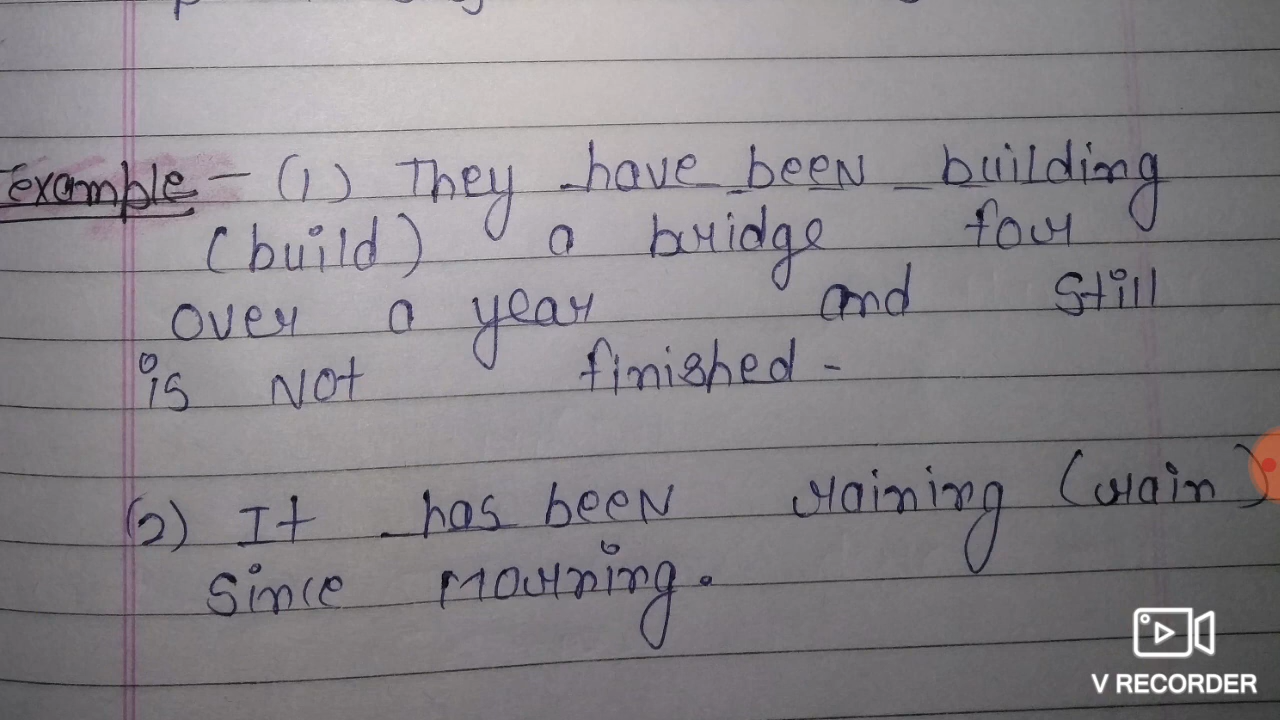 example - (1) They have been building
(build) a bridge for
over a year and still
is Not finished -
(2) It has been raining (rain)
since morning.
V RECORDER